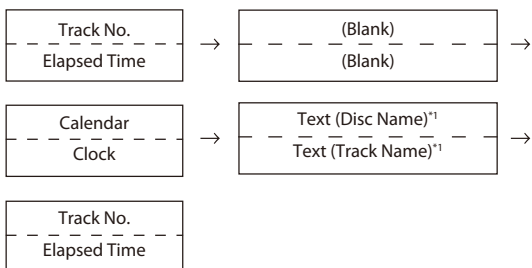 Track No.
Elapsed Time
→
(Blank)
(Blank)
→
Calendar
Clock
→
Text (Disc Name)*1
Text (Track Name)*1
→
Track No.
Elapsed Time